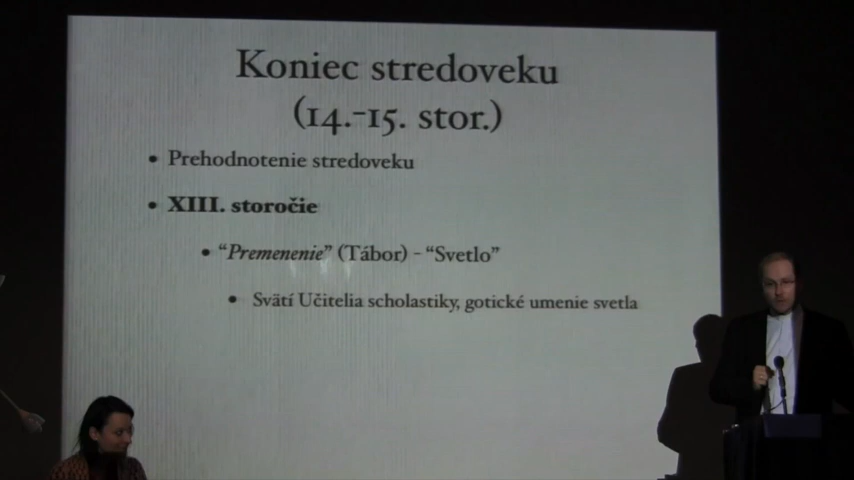 Koniec stredoveku
(14.-15. stor.)
• Prehodnotenie stredoveku
• XIII. storočie
• “Premenenie” (Tábor) - “Svetlo”
• Svätí Učitelia scholastiky, gotické umenie svetla